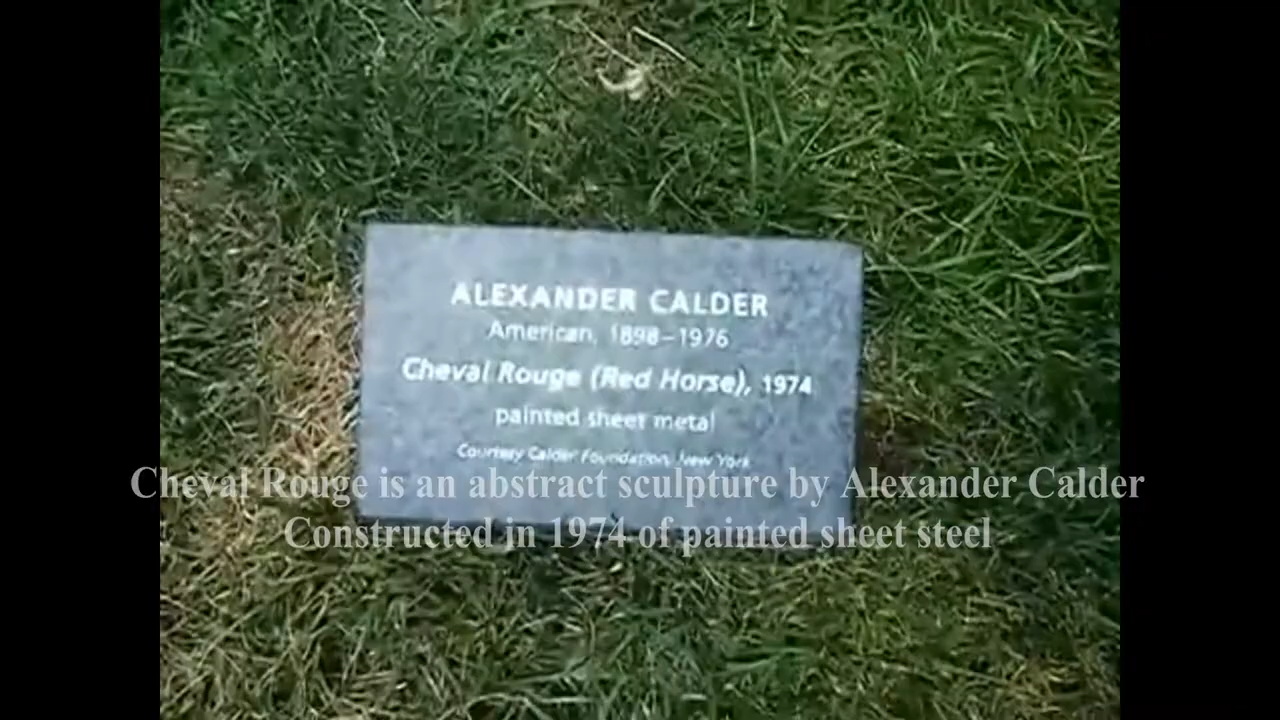 ALEXANDER CALDER
American, 1898–1976
Cheval Rouge (Red Horse), 1974
painted sheet metal
Courtesy Calder Foundation, New York
Cheval Rouge is an abstract sculpture by Alexander Calder
Constructed in 1974 of painted sheet steel